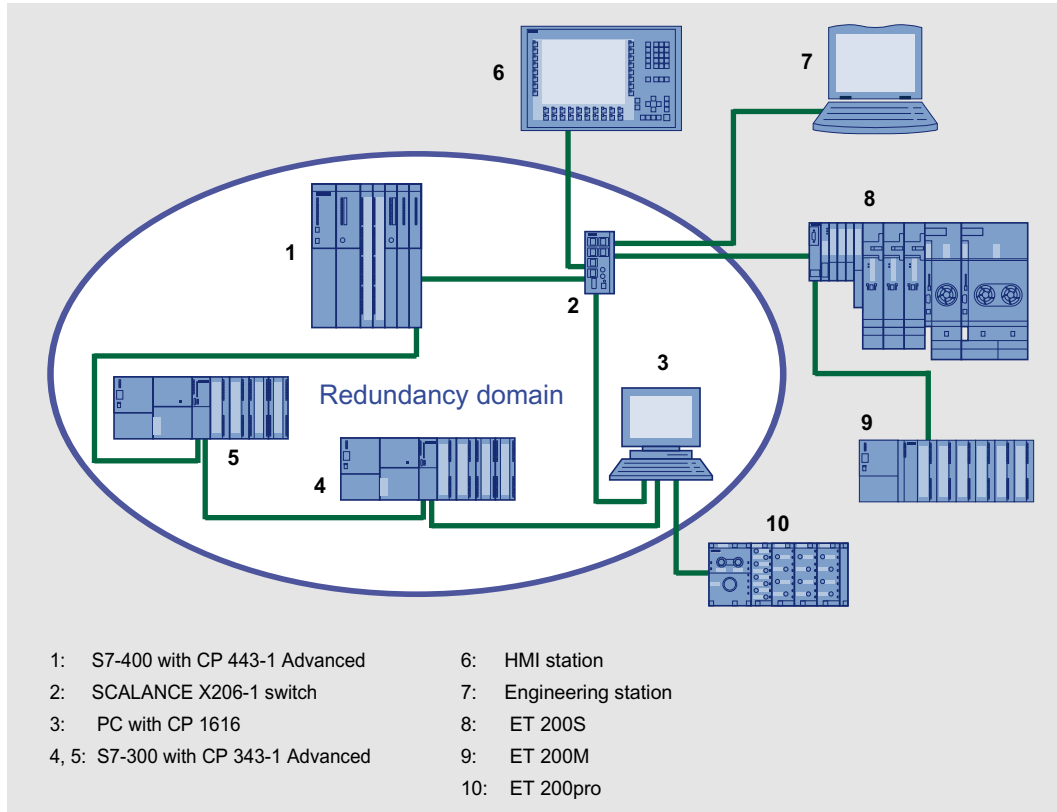 6
7
8
1
2
3
Redundancy domain
9
5
4
10
1: S7-400 with CP 443-1 Advanced
2: SCALANCE X206-1 switch
3: PC with CP 1616
4, 5: S7-300 with CP 343-1 Advanced
6: HMI station
7: Engineering station
8: ET 200S
9: ET 200M
10: ET 200pro